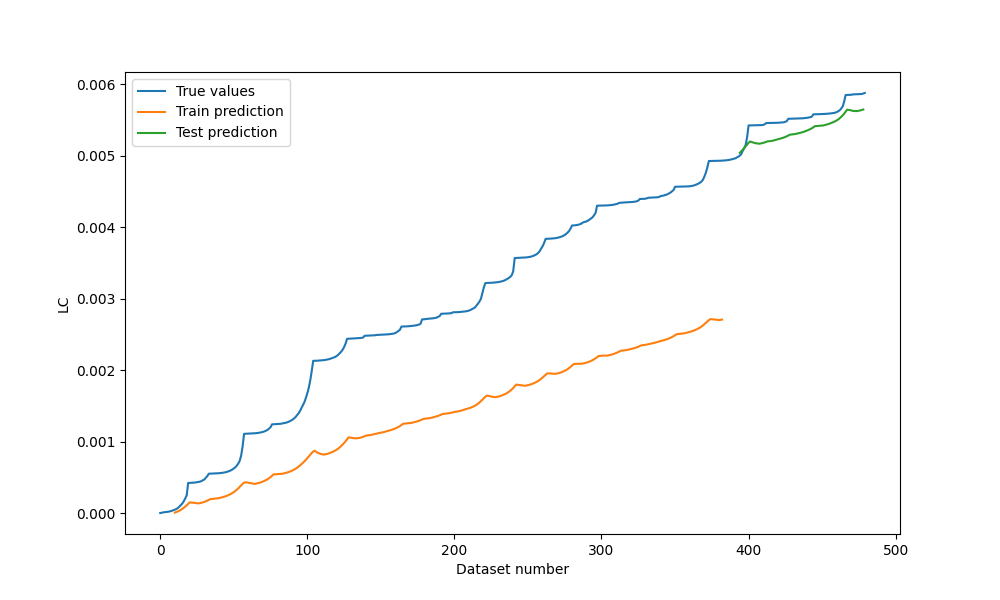 True values
Train prediction
Test prediction
0.006
0.005
0.004
0.003
0.002
0.001
0.000
LC
0 100 200 300 400 500
Dataset number